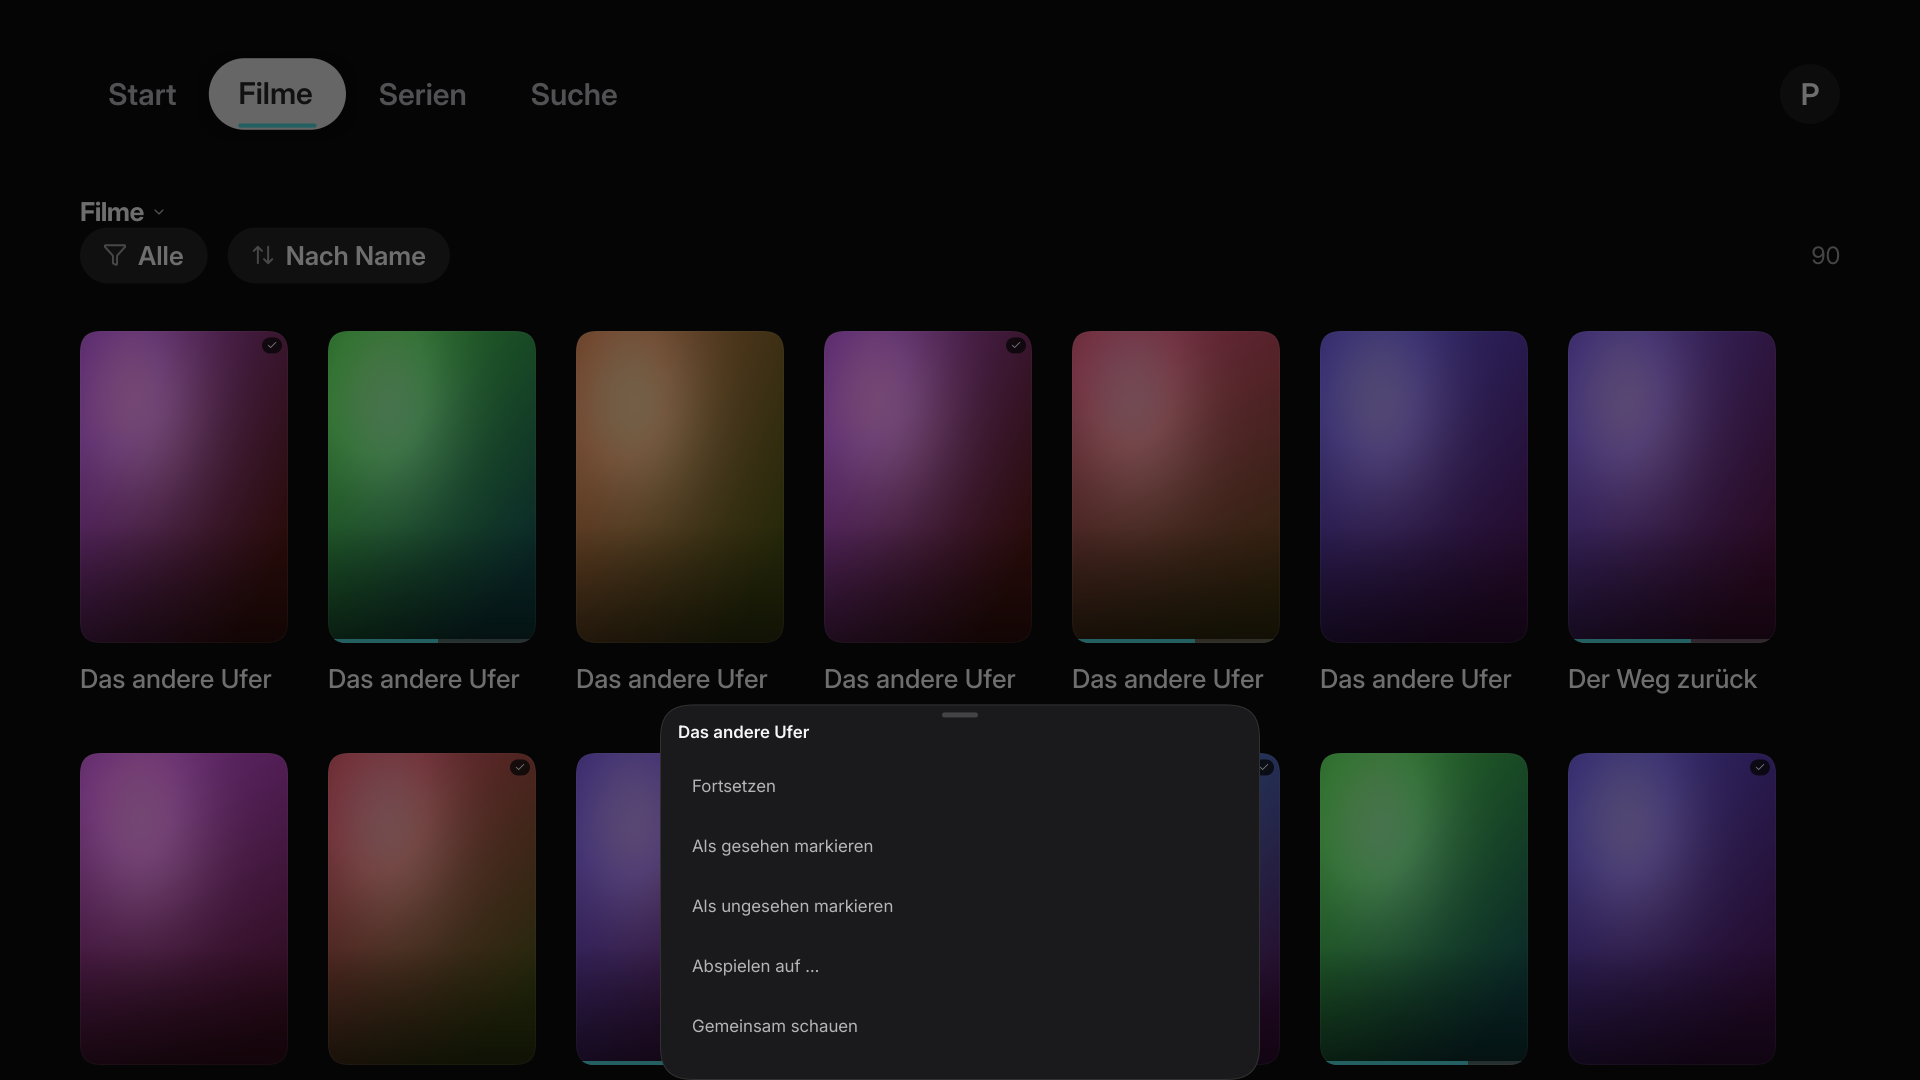 Start
Filme
Serien
Suche
P
Filme
Alle
Nach Name
90
Das andere Ufer
Das andere Ufer
Das andere Ufer
Das andere Ufer
Das andere Ufer
Das andere Ufer
Der Weg zurück
Das andere Ufer
Fortsetzen
Als gesehen markieren
Als ungesehen markieren
Abspielen auf ...
Gemeinsam schauen